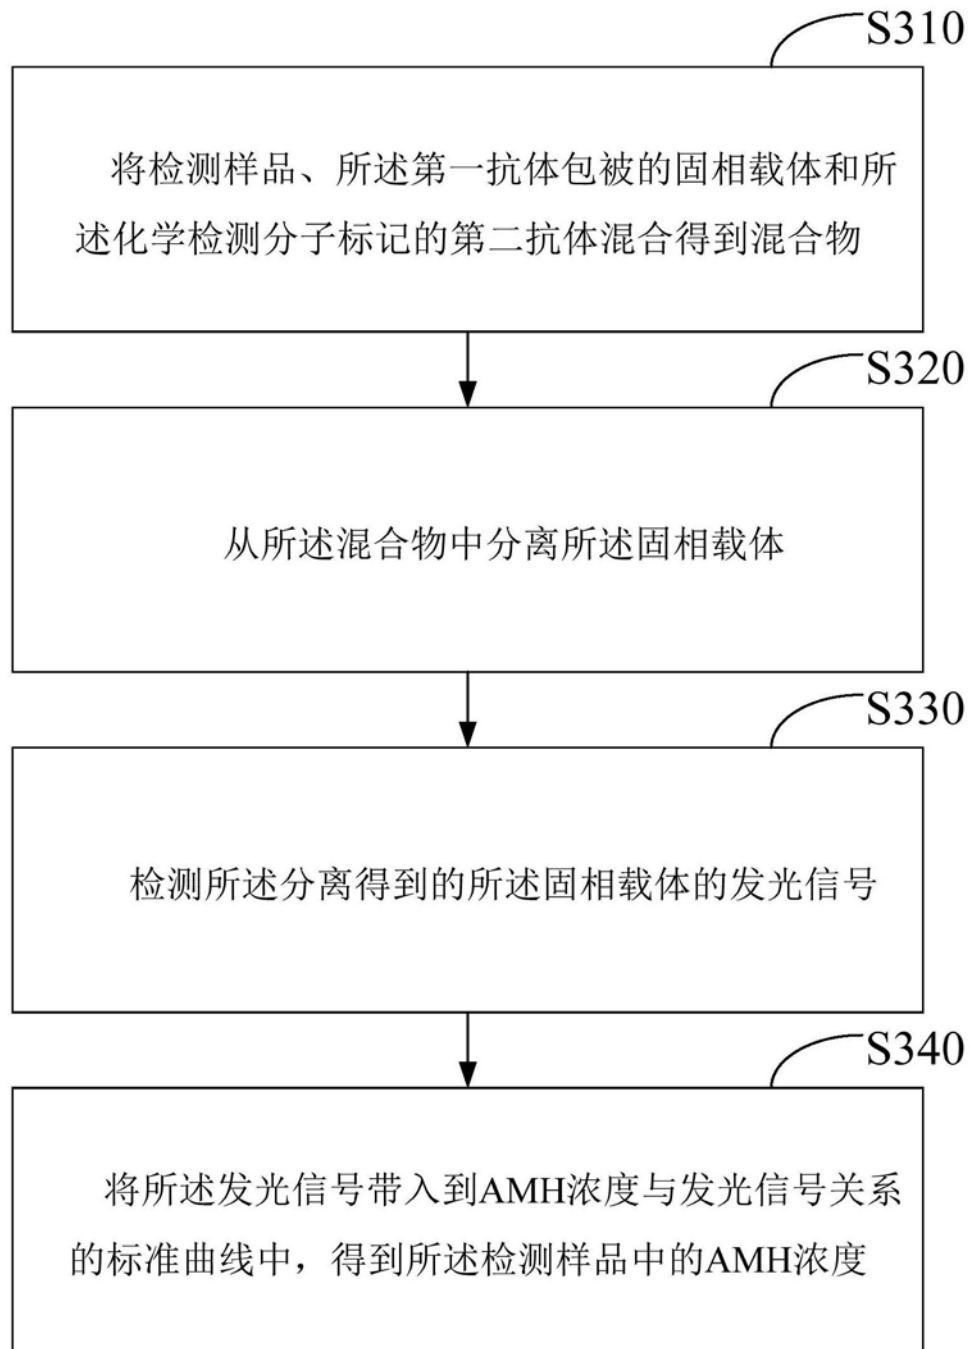 S310
将检测样品、所述第一抗体包被的固相载体和所
述化学检测分子标记的第二抗体混合得到混合物
S320
从所述混合物中分离所述固相载体
S330
检测所述分离得到的所述固相载体的发光信号
S340
将所述发光信号带入到AMH浓度与发光信号关系
的标准曲线中，得到所述检测样品中的AMH浓度